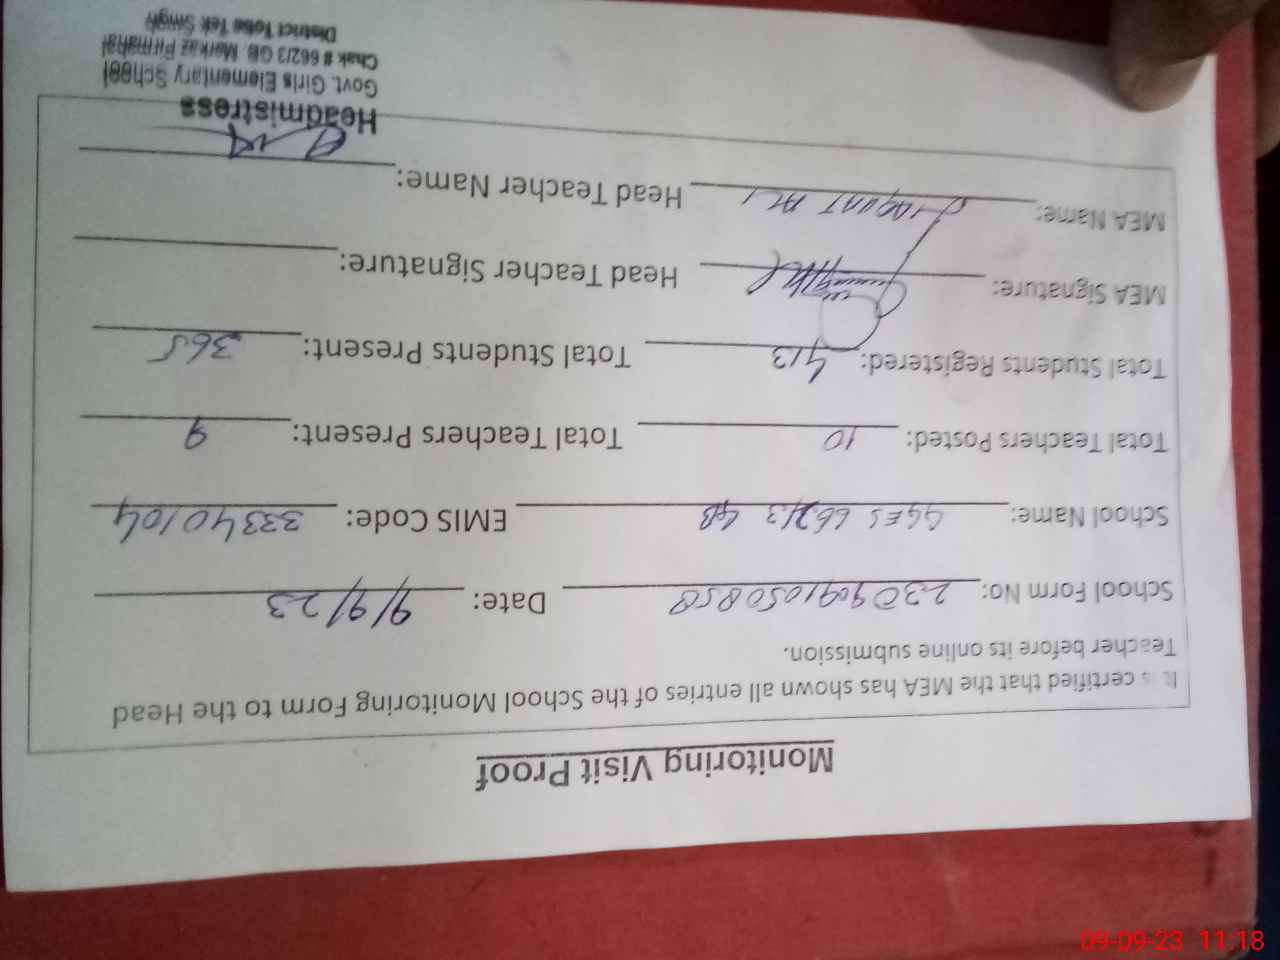 Monitoring Visit Proof
It is certified that the MEA has shown all entries of the School Monitoring Form to the Head
Teacher before its online submission.
School Form No: 2309091050858 Date: 9/9/23
School Name: GGES 662/3 GB EMIS Code: 33340104
Total Teachers Posted: 10 Total Teachers Present: 9
Total Students Registered: 413 Total Students Present: 365
MEA Signature: Head Teacher Signature:
MEA Name: LIAQUAT ALI Head Teacher Name:
Headmistress
Govt. Girls Elementary School
Chak # 662/3 GB Markaz Pirmahal
District Toba Tek Singh
09-09-23 11:18